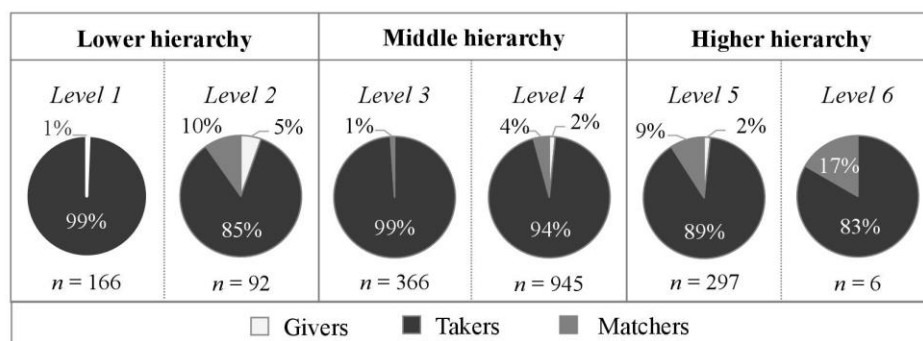 Lower hierarchy Middle hierarchy Higher hierarchy
Level 1 Level 2 Level 3 Level 4 Level 5 Level 6
1% 10% 5% 1% 4% 2% 9% 2% 17%
99% 85% 99% 94% 89% 83%
n = 166 n = 92 n = 366 n = 945 n = 297 n = 6
Givers Takers Matchers